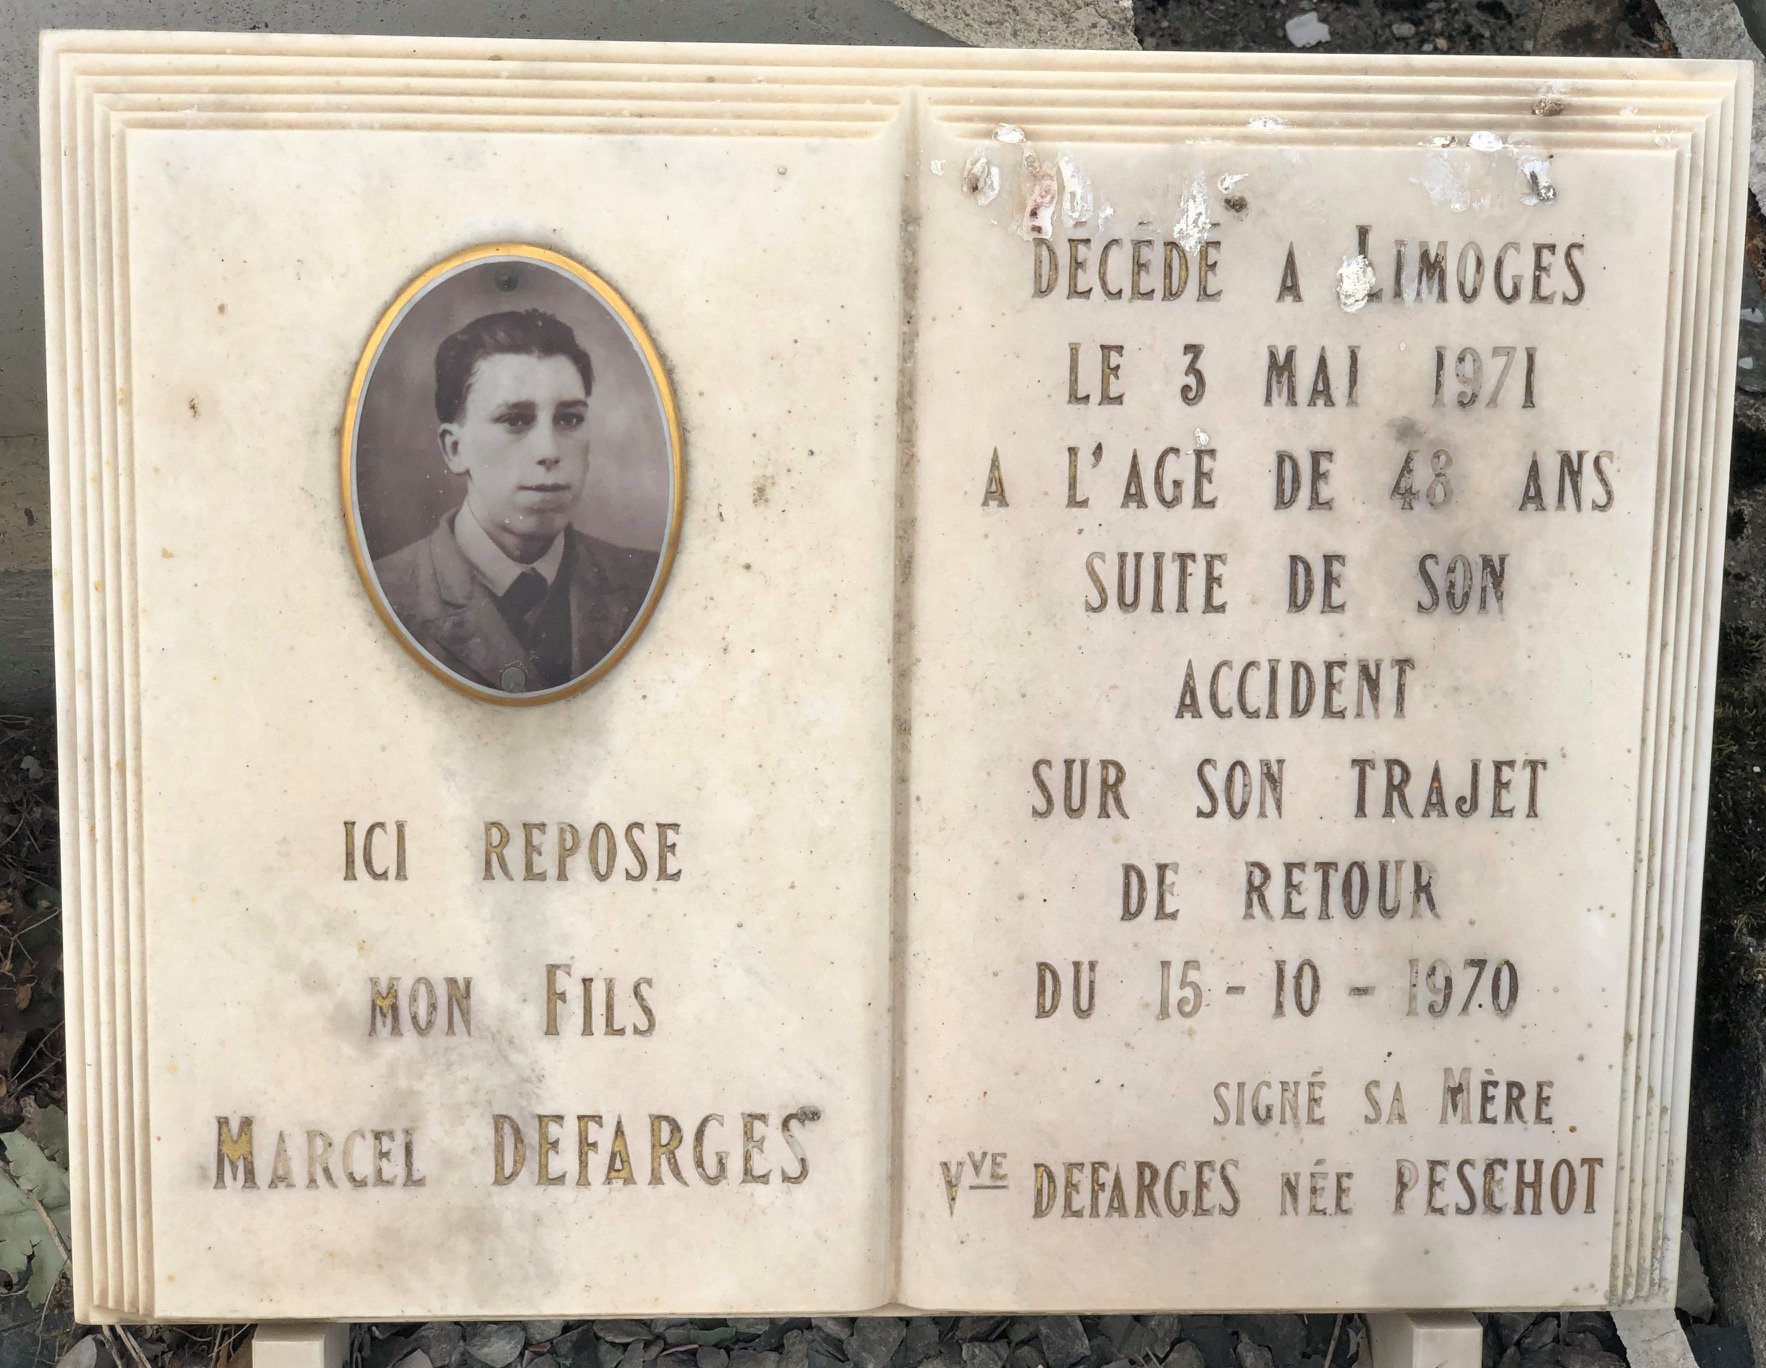 ICI REPOSE
MON FILS
MARCEL DEFARGES
DÉCÉDÉ A LIMOGES
LE 3 MAI 1971
A L'AGE DE 48 ANS
SUITE DE SON
ACCIDENT
SUR SON TRAJET
DE RETOUR
DU 15-10-1970
SIGNÉ SA MÈRE
VVE DEFARGES NÉE PESEHOT